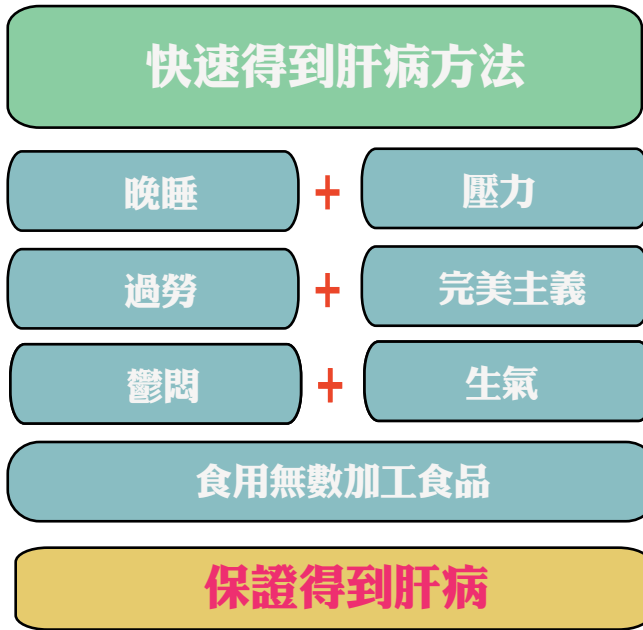 快速得到肝病方法
晚睡 + 壓力
過勞 + 完美主義
鬱悶 + 生氣
食用無數加工食品
保證得到肝病